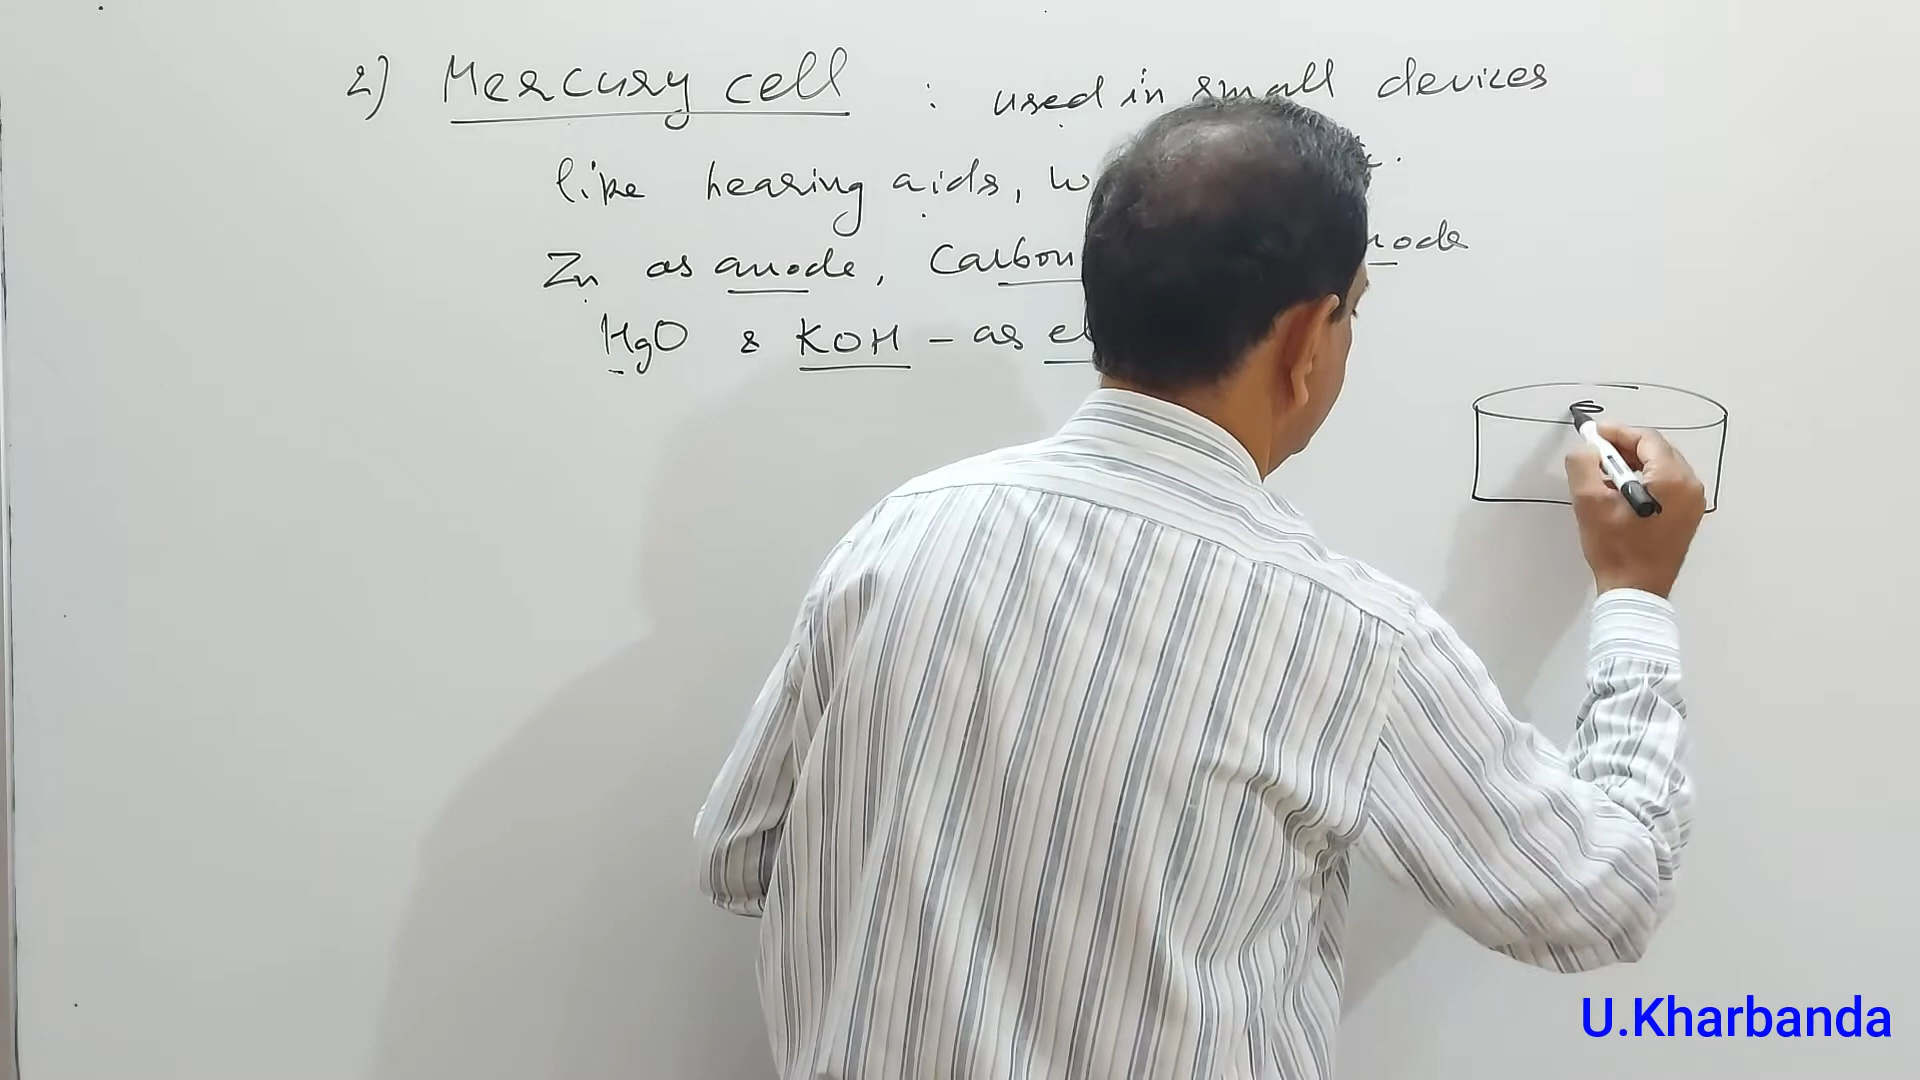 2) Mercury cell : used in small devices
like hearing aids,
Zn as anode, Carbon
HgO & KOH - as
U.Kharbanda